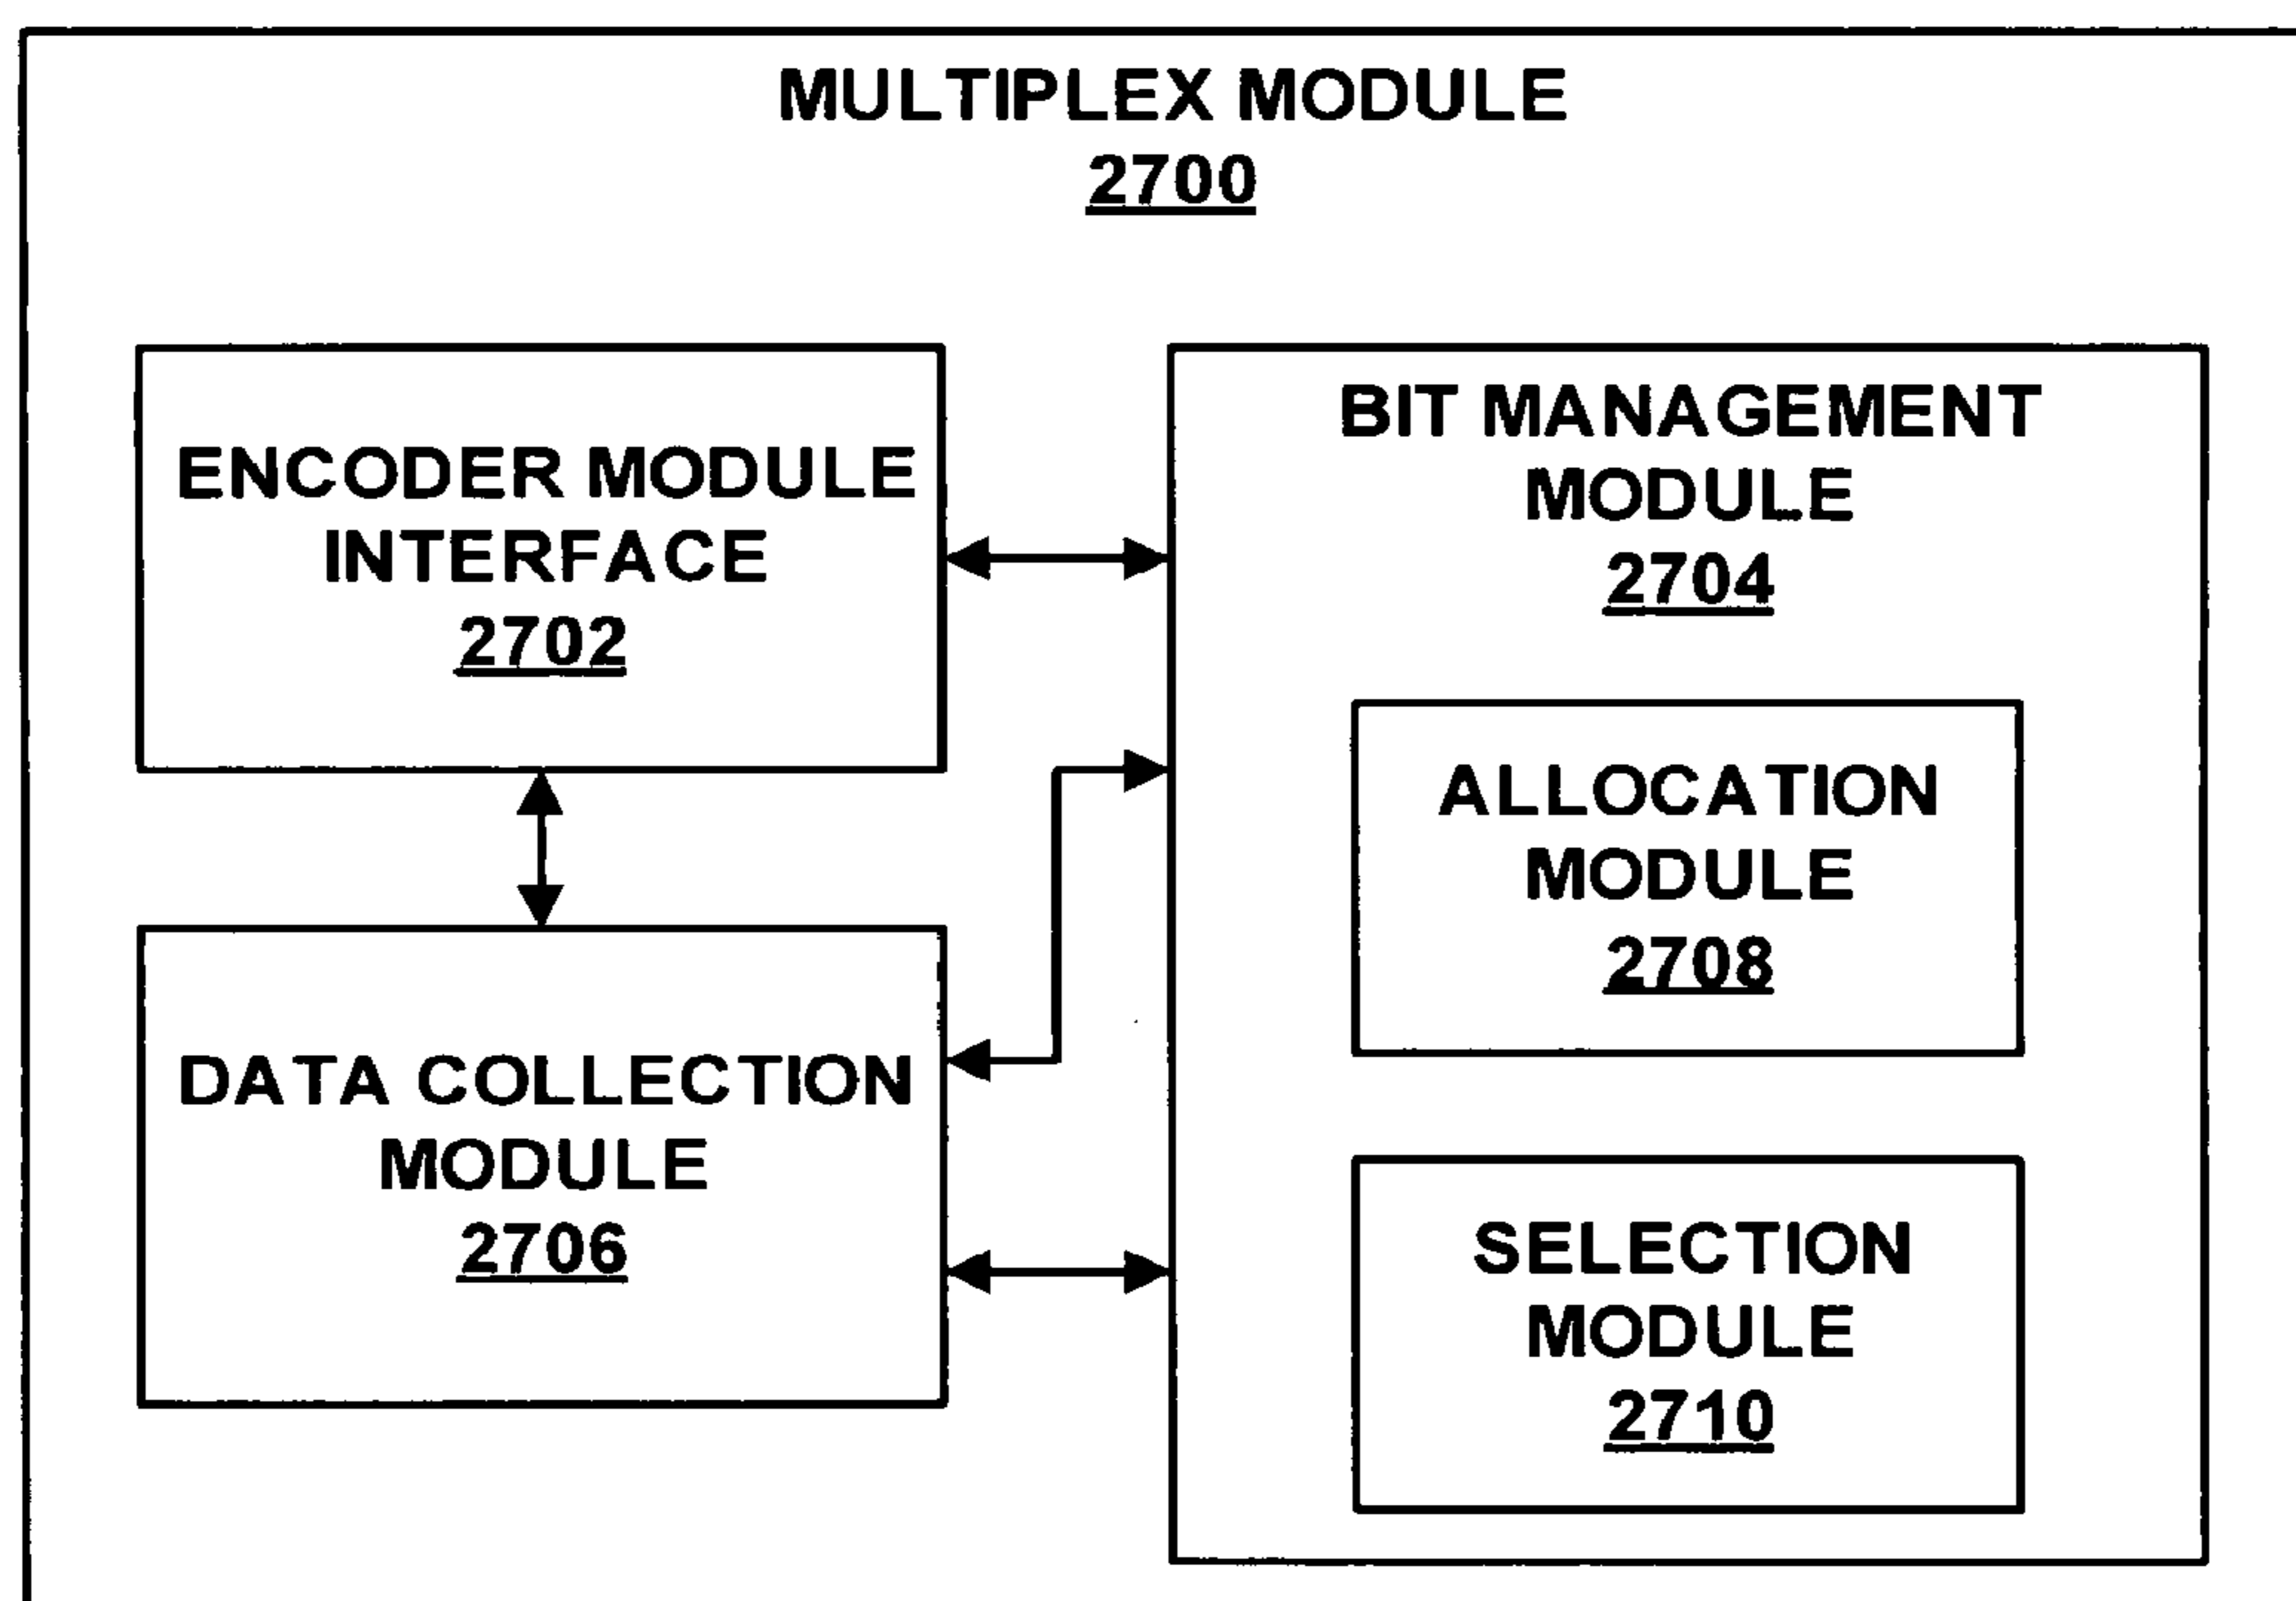 MULTIPLEX MODULE
2700
ENCODER MODULE
INTERFACE
2702
BIT MANAGEMENT
MODULE
2704
ALLOCATION
MODULE
2708
DATA COLLECTION
MODULE
2706
SELECTION
MODULE
2710